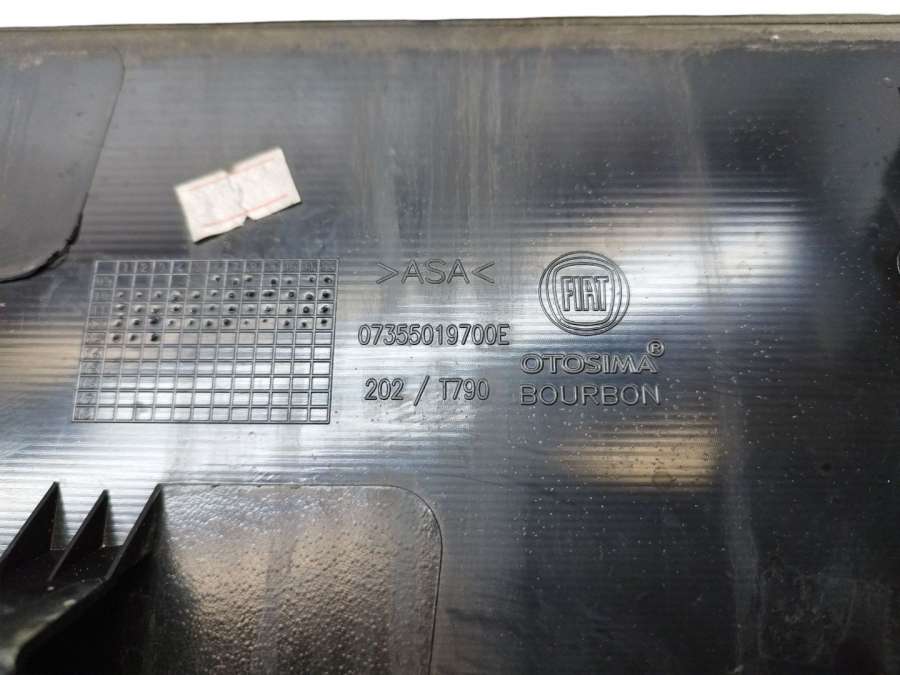 >ASA<
FIAT
07355019700E
OTOSIMA®
202 / T790
BOURBON